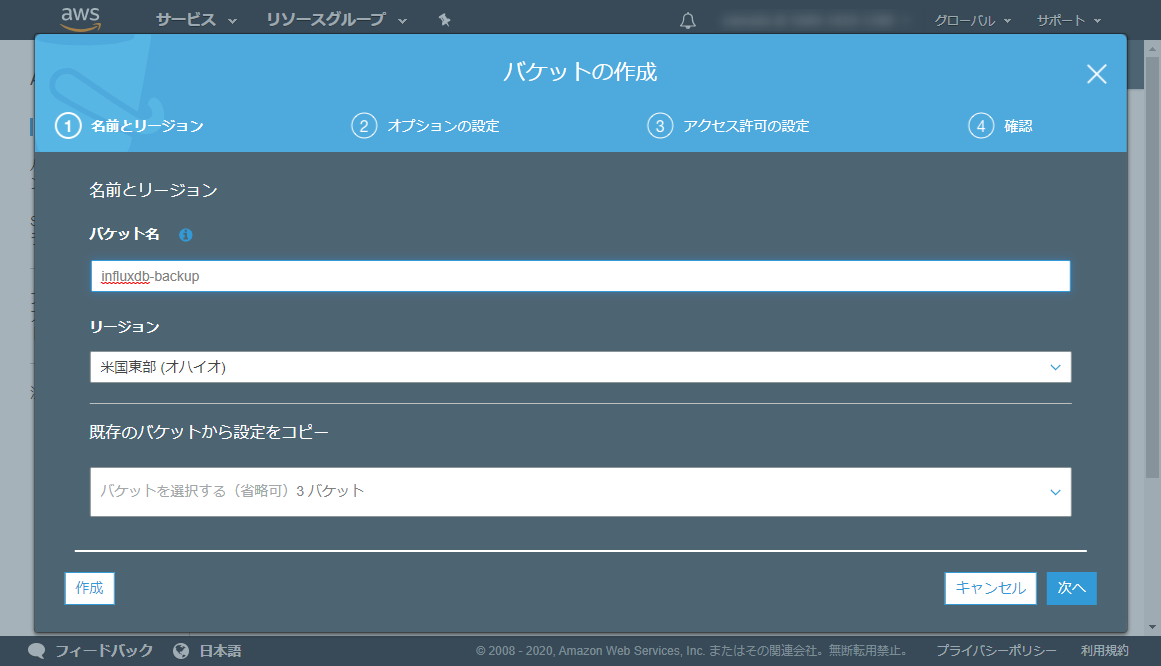 aws サービス リソースグループ グローバル サポート
バケットの作成
1 名前とリージョン 2 オプションの設定 3 アクセス許可の設定 4 確認
名前とリージョン
バケット名
influxdb-backup
リージョン
米国東部 (オハイオ)
既存のバケットから設定をコピー
バケットを選択する（省略可）3 バケット
作成 キャンセル 次へ
フィードバック 日本語 © 2008 - 2020, Amazon Web Services, Inc. またはその関連会社。無断転用禁止。 プライバシーポリシー 利用規約